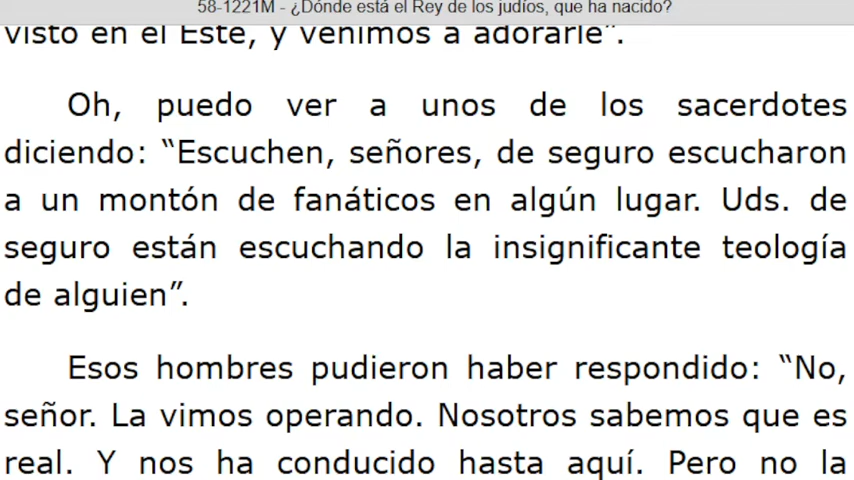 58-1221M - ¿Dónde está el Rey de los judíos, que ha nacido?
visto en el Este, y venimos a adorarle”.
Oh, puedo ver a unos de los sacerdotes
diciendo: “Escuchen, señores, de seguro escucharon
a un montón de fanáticos en algún lugar. Uds. de
seguro están escuchando la insignificante teología
de alguien”.
Esos hombres pudieron haber respondido: “No,
señor. La vimos operando. Nosotros sabemos que es
real. Y nos ha conducido hasta aquí. Pero no la